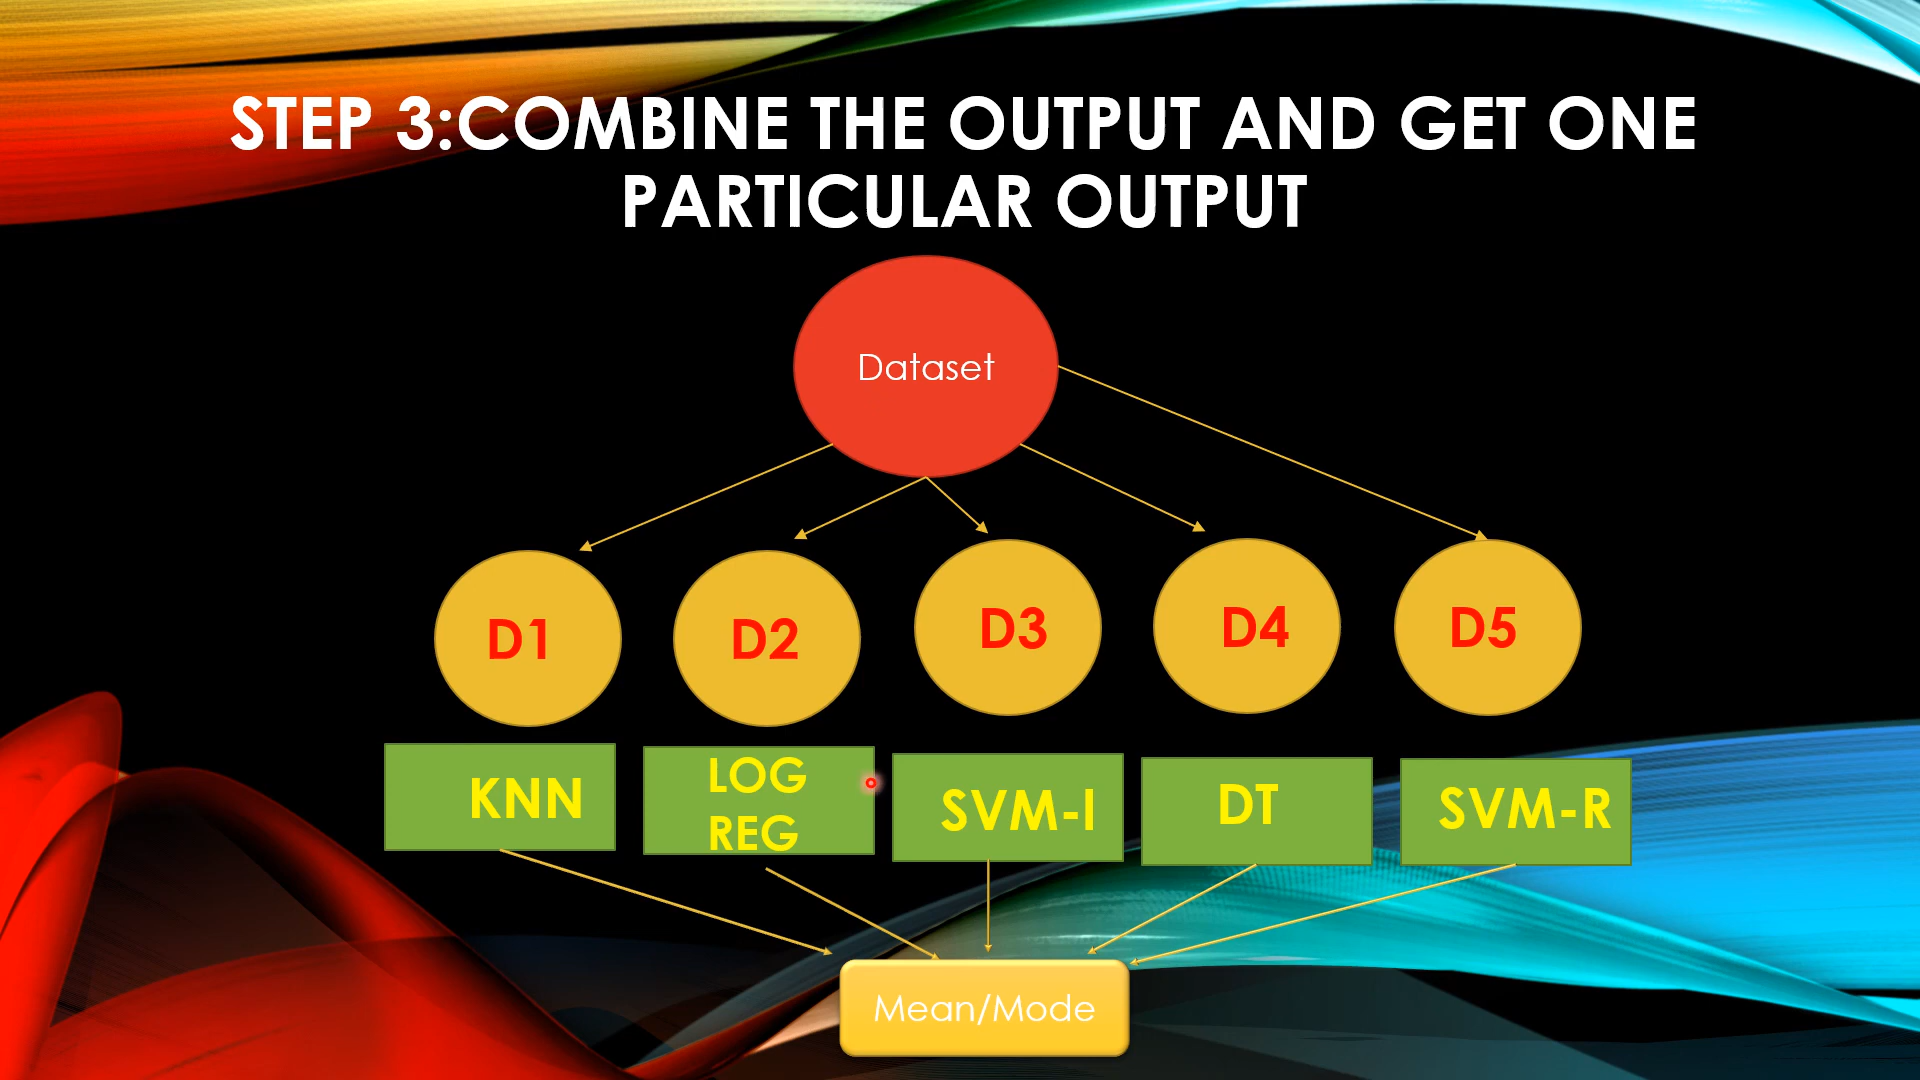 STEP 3:COMBINE THE OUTPUT AND GET ONE
PARTICULAR OUTPUT
Dataset
D1
D2
D3
D4
D5
KNN
LOG
REG
SVM-l
DT
SVM-R
Mean/Mode